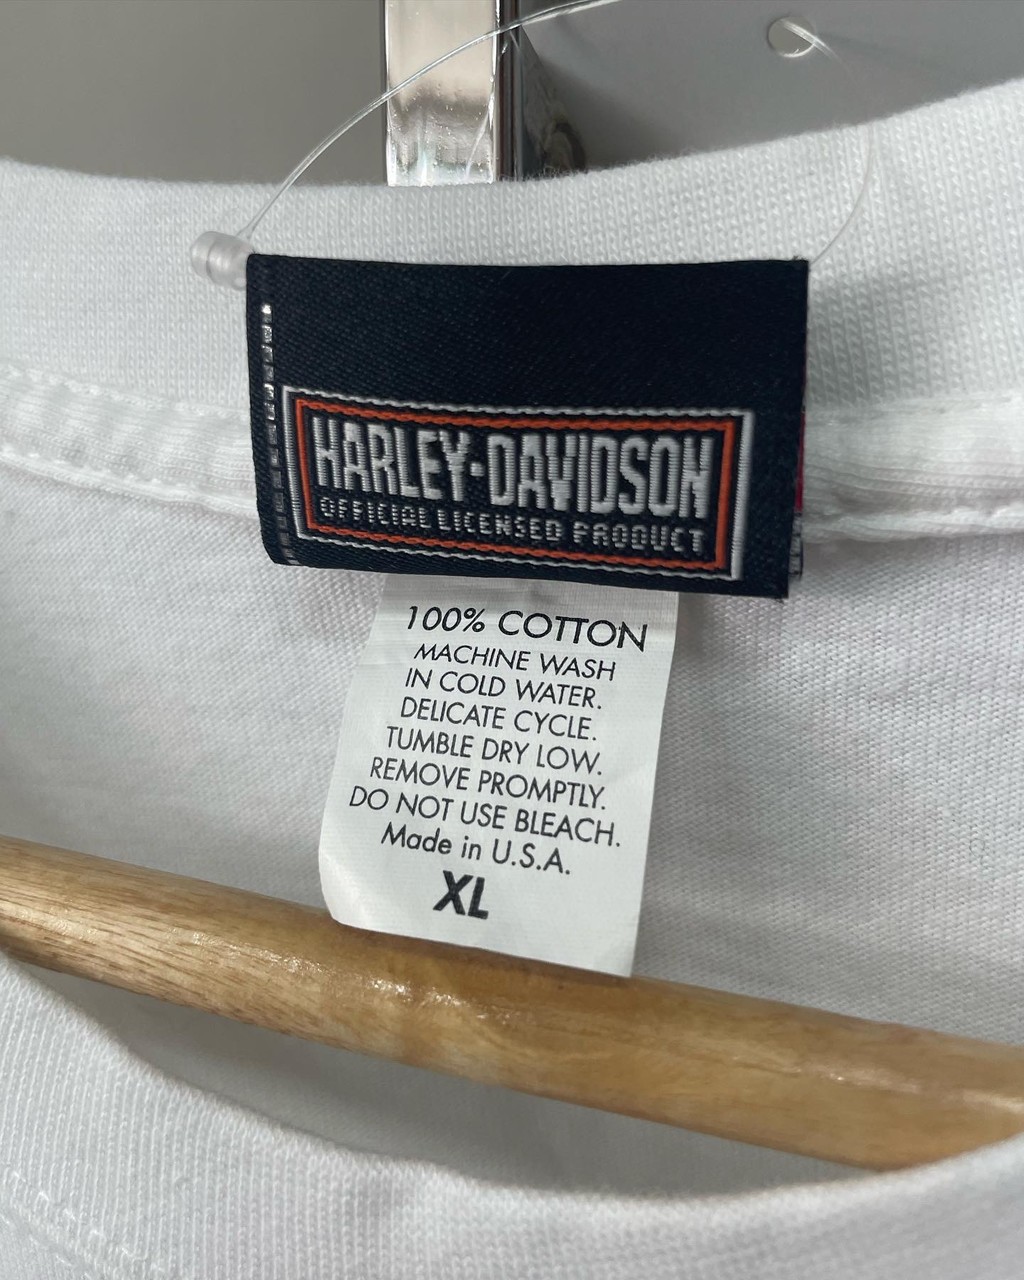 HARLEY-DAVIDSON
OFFICIAL LICENSED PRODUCT
100% COTTON
MACHINE WASH
IN COLD WATER.
DELICATE CYCLE.
TUMBLE DRY LOW.
REMOVE PROMPTLY.
DO NOT USE BLEACH.
Made in U.S.A.
XL